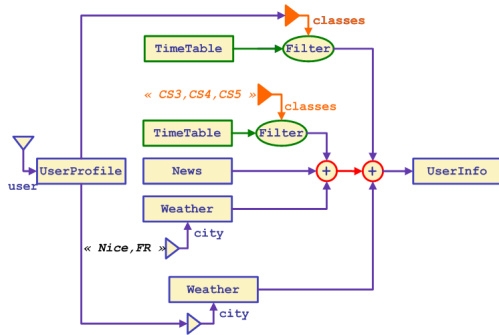 classes
TimeTable
Filter
« CS3,CS4,CS5 »
classes
TimeTable
Filter
user
UserProfile
News
+
+
UserInfo
Weather
city
« Nice,FR »
Weather
city